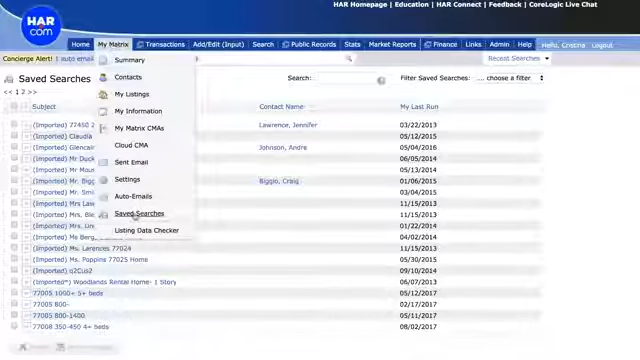 HAR Homepage | Education | HAR Connect | Feedback | CoreLogic Live Chat
HAR
com
Home My Matrix Transactions Add/Edit (Input) Search Public Records Stats Market Reports Finance Links Admin Help Hello, Cristina Logout
Concierge Alert! 1 auto email
Recent Searches
Saved Searches
Search:
Filter Saved Searches: ... choose a filter
<< 1 2 >>
Subject Contact Name My Last Run
Summary
Contacts
My Listings
My Information
My Matrix CMAs
Cloud CMA
Sent Email
Settings
Auto-Emails
Saved Searches
Listing Data Checker
(Imported) 77450 2 Lawrence, Jennifer 03/22/2013
(Imported) Claudia 05/12/2015
(Imported) Glencair Johnson, Andre 05/04/2016
(Imported) Mr Duck 06/05/2014
(Imported) Mr Mou 05/13/2014
(Imported) Mr. Bigg Biggio, Craig 01/06/2015
(Imported) Mr. Smi 03/04/2015
(Imported) Mrs Law 11/15/2013
(Imported) Mrs. Ble 11/15/2013
(Imported) Mrs. Lin 01/22/2014
(Imported) Ms Berg 04/02/2014
(Imported) Ms. Larences 77024 11/15/2013
(Imported) Ms. Poppins 77025 Home 05/30/2015
(Imported) q2Cus2 09/10/2014
(Imported)* Woodlands Rental Home- 1 Story 06/07/2013
77005 1000+ 5+ beds 05/12/2017
77005 800- 02/17/2017
77005 800-1400 05/11/2017
77008 350-450 4+ beds 08/02/2017